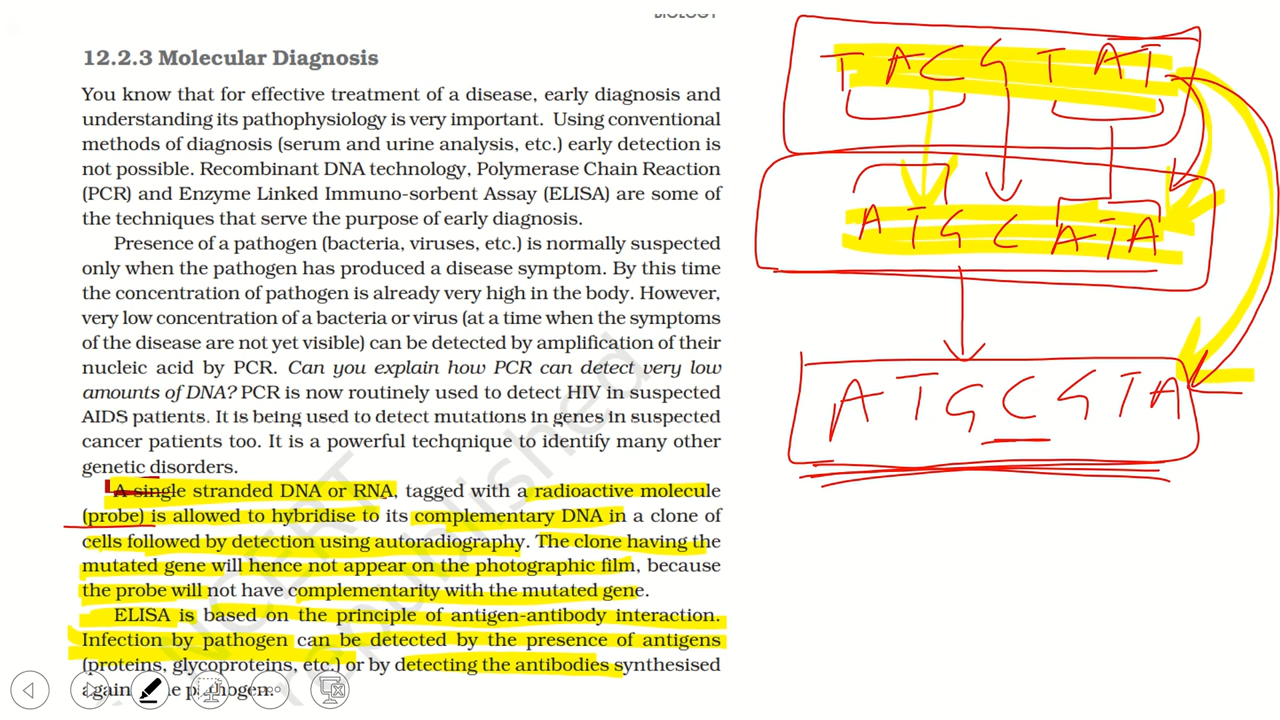 BIOLOGY
12.2.3 Molecular Diagnosis
You know that for effective treatment of a disease, early diagnosis and
understanding its pathophysiology is very important. Using conventional
methods of diagnosis (serum and urine analysis, etc.) early detection is
not possible. Recombinant DNA technology, Polymerase Chain Reaction
(PCR) and Enzyme Linked Immuno-sorbent Assay (ELISA) are some of
the techniques that serve the purpose of early diagnosis.
Presence of a pathogen (bacteria, viruses, etc.) is normally suspected
only when the pathogen has produced a disease symptom. By this time
the concentration of pathogen is already very high in the body. However,
very low concentration of a bacteria or virus (at a time when the symptoms
of the disease are not yet visible) can be detected by amplification of their
nucleic acid by PCR. Can you explain how PCR can detect very low
amounts of DNA? PCR is now routinely used to detect HIV in suspected
AIDS patients. It is being used to detect mutations in genes in suspected
cancer patients too. It is a powerful techqnique to identify many other
genetic disorders.
A single stranded DNA or RNA, tagged with a radioactive molecule
(probe) is allowed to hybridise to its complementary DNA in a clone of
cells followed by detection using autoradiography. The clone having the
mutated gene will hence not appear on the photographic film, because
the probe will not have complementarity with the mutated gene.
ELISA is based on the principle of antigen-antibody interaction.
Infection by pathogen can be detected by the presence of antigens
(proteins, glycoproteins, etc.) or by detecting the antibodies synthesised
pathogen.
T A C G T A T
A T G C A T A
A T G C G T A
NCERT
republished